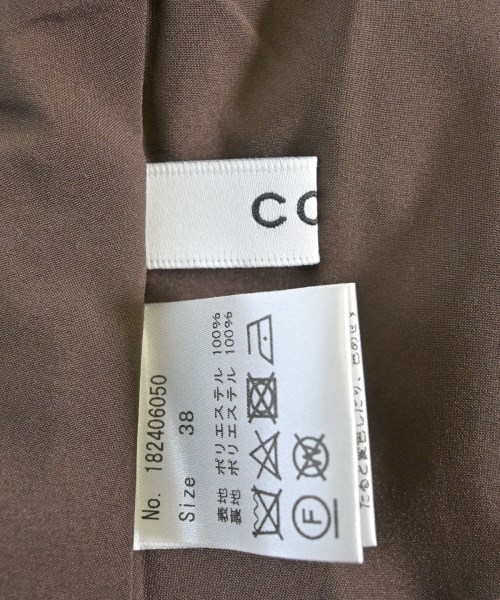 CO
No. 182406050
Size 38
表地 ポリエステル 100%
裏地 ポリエステル 100%
F
W